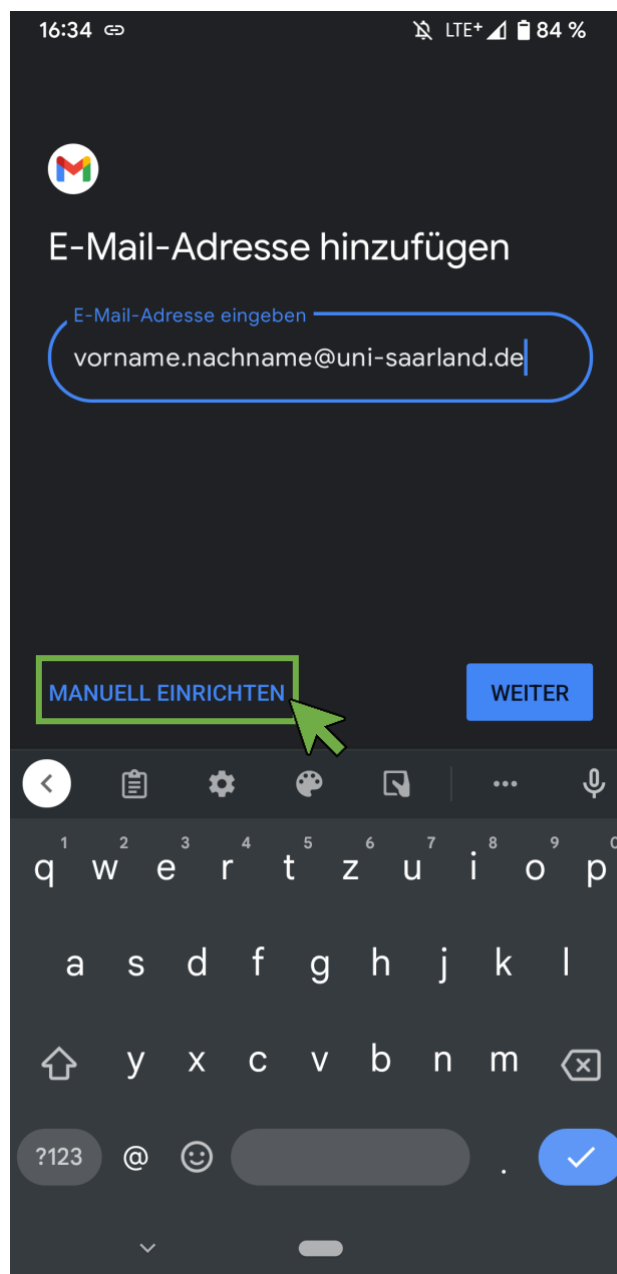 16:34 LTE+ 84 %
E-Mail-Adresse hinzufügen
E-Mail-Adresse eingeben
vorname.nachname@uni-saarland.de
MANUELL EINRICHTEN WEITER
1 2 3 4 5 6 7 8 9 0
q w e r t z u i o p
a s d f g h j k l
y x c v b n m
?123 @ .